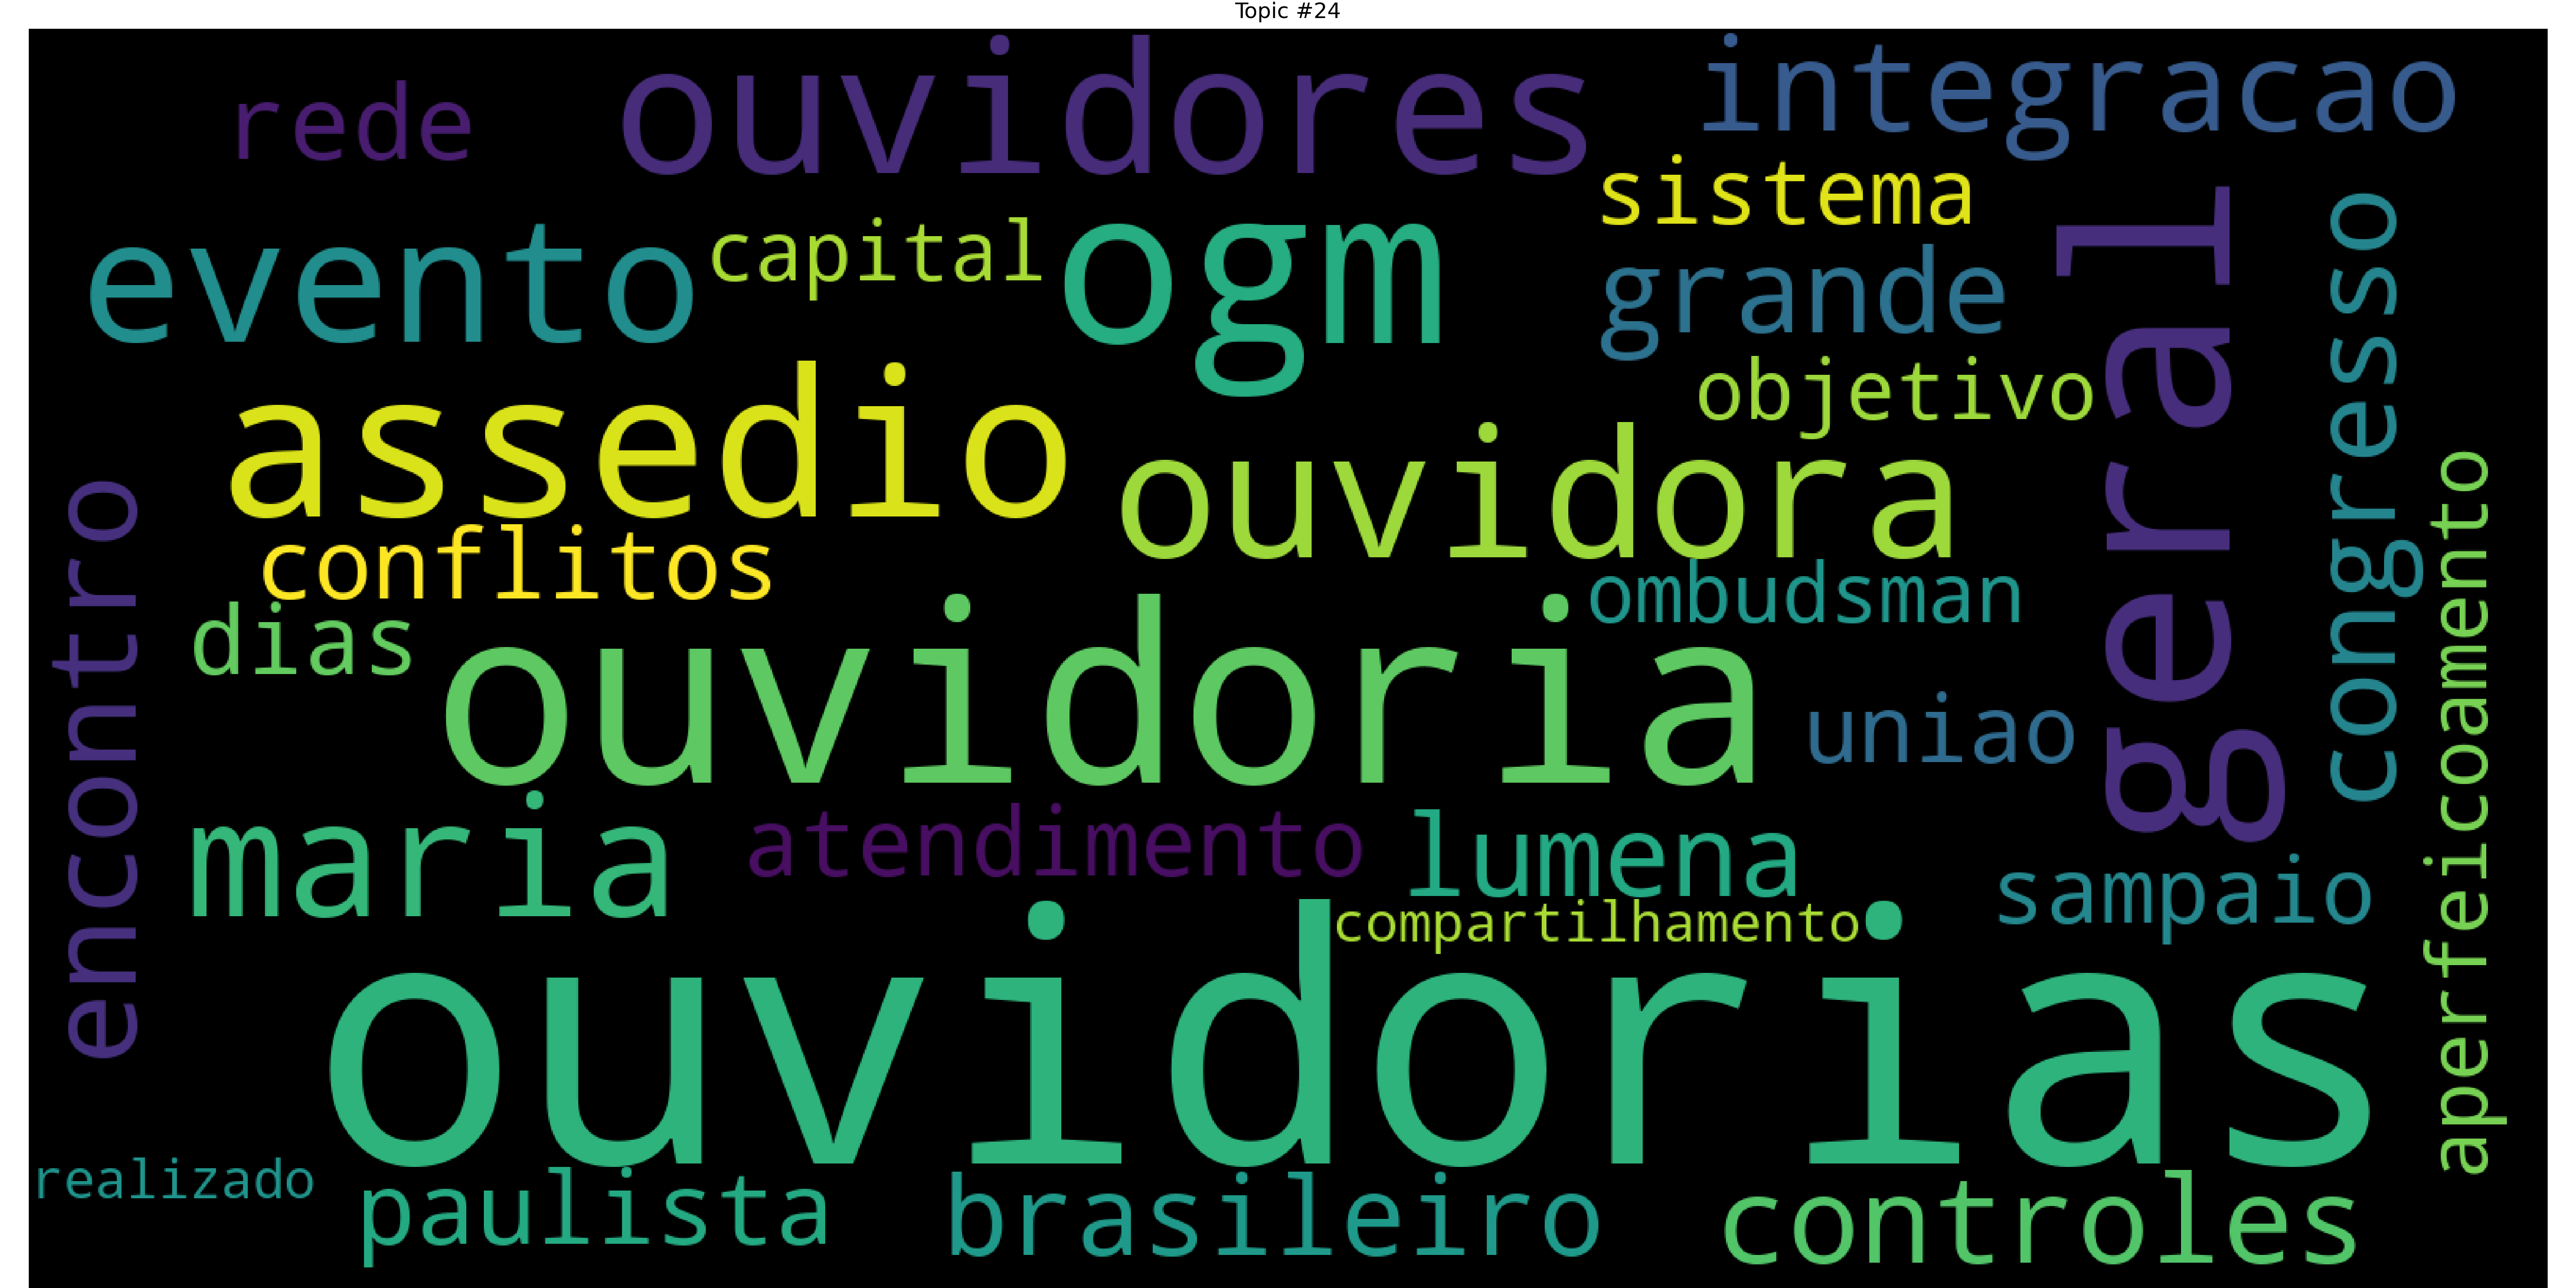 Topic #24
rede
ouvidores
integracao
sistema
evento
capital
ogm
grande
geral
congresso
objetivo
assedio
ouvidora
encontro
conflitos
ombudsman
aperfeicoamento
dias
ouvidoria
uniao
maria
atendimento
lumena
sampaio
compartilhamento
ouvidorias
realizado
paulista
brasileiro
controles